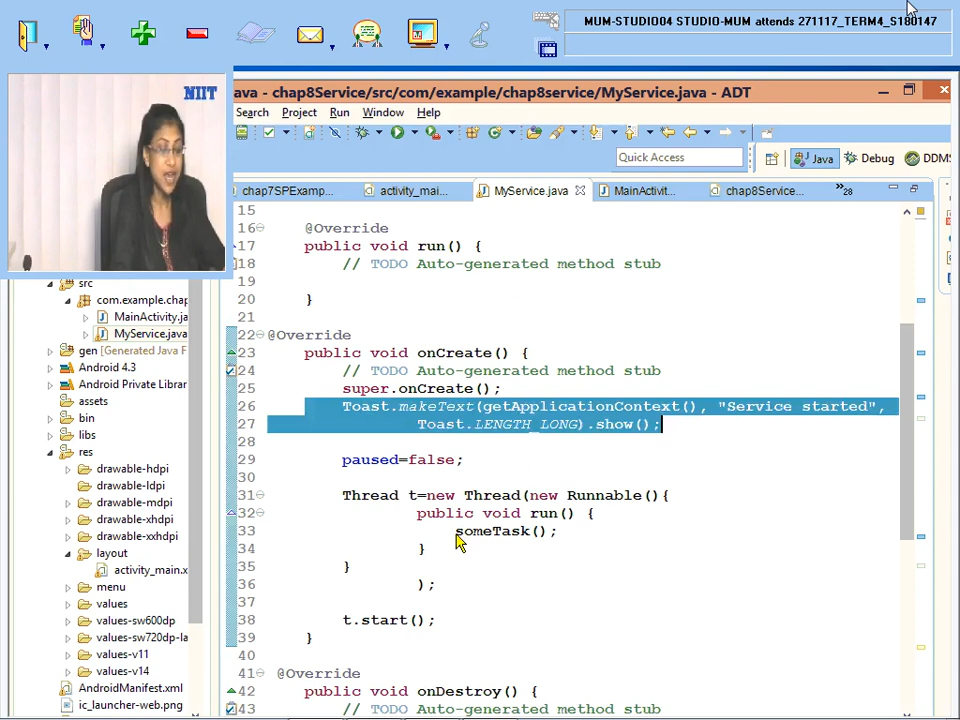 MUM-STUDIO04 STUDIO-MUM attends 271117_TERM4_S180147
NIIT
ava - chap8Service/src/com/example/chap8service/MyService.java - ADT
Search Project Run Window Help
Quick Access
Java
Debug
DDM
chap7SPExamp...
activity_mai...
MyService.java
MainActivit...
chap8Service...
»28
src
com.example.chap
MainActivity.ja
MyService.java
gen [Generated Java F
Android 4.3
Android Private Librar
assets
bin
libs
res
drawable-hdpi
drawable-ldpi
drawable-mdpi
drawable-xhdpi
drawable-xxhdpi
layout
activity_main.x
menu
values
values-sw600dp
values-sw720dp-la
values-v11
values-v14
AndroidManifest.xml
ic_launcher-web.png
15
16 @Override
17 public void run() {
18 // TODO Auto-generated method stub
19
20 }
21
22 @Override
23 public void onCreate() {
24 // TODO Auto-generated method stub
25 super.onCreate();
26 Toast.makeText(getApplicationContext(), "Service started",
27 Toast.LENGTH_LONG).show();
28
29 paused=false;
30
31 Thread t=new Thread(new Runnable(){
32 public void run() {
33 someTask();
34 }
35 }
36 );
37
38 t.start();
39 }
40
41 @Override
42 public void onDestroy() {
43 // TODO Auto-generated method stub